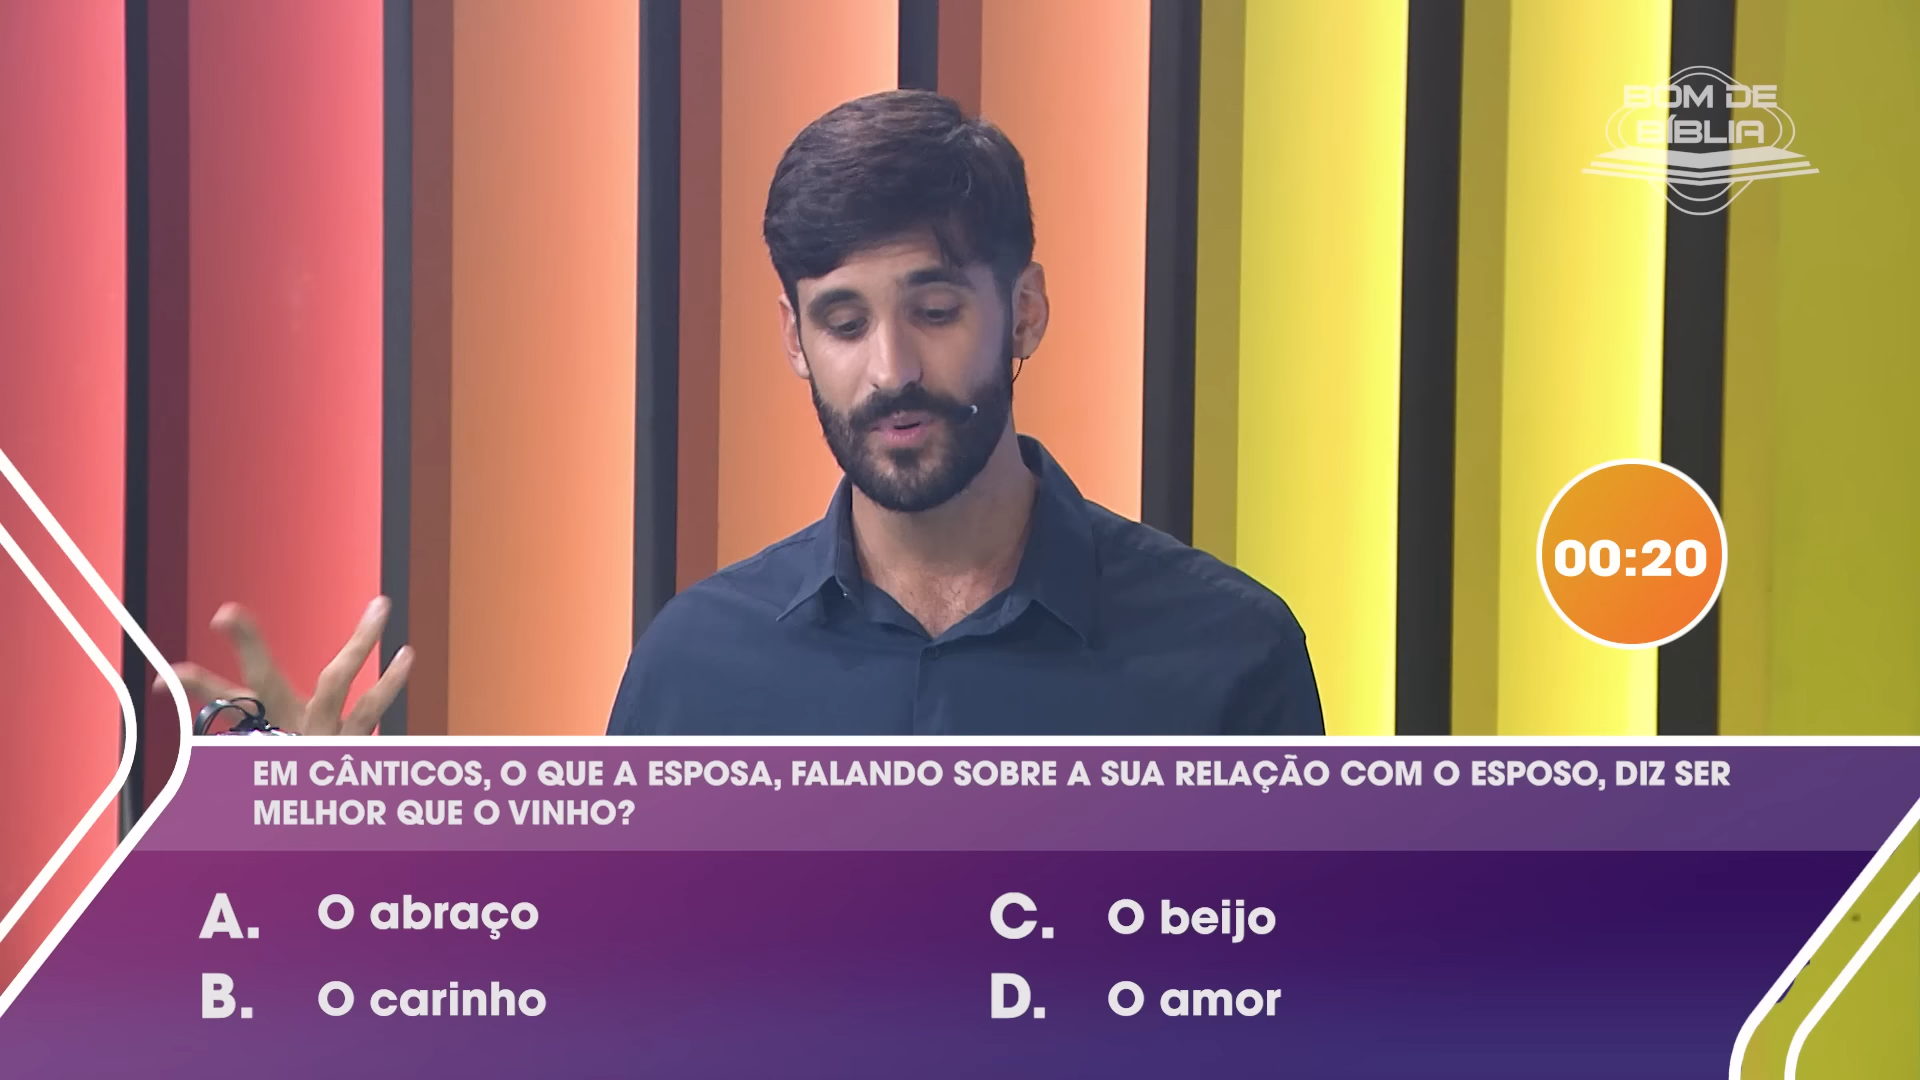 BOM DE
BÍBLIA
00:20
EM CÂNTICOS, O QUE A ESPOSA, FALANDO SOBRE A SUA RELAÇÃO COM O ESPOSO, DIZ SER
MELHOR QUE O VINHO?
A. O abraço
B. O carinho
C. O beijo
D. O amor